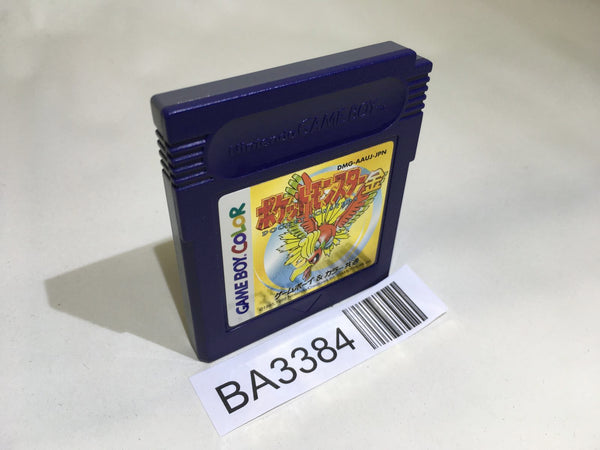 Nintendo GAME BOY
DMG-AAUJ-JPN
ポケットモンスター金
GAME BOY COLOR
ゲームボーイ&カラー共通
BA3384